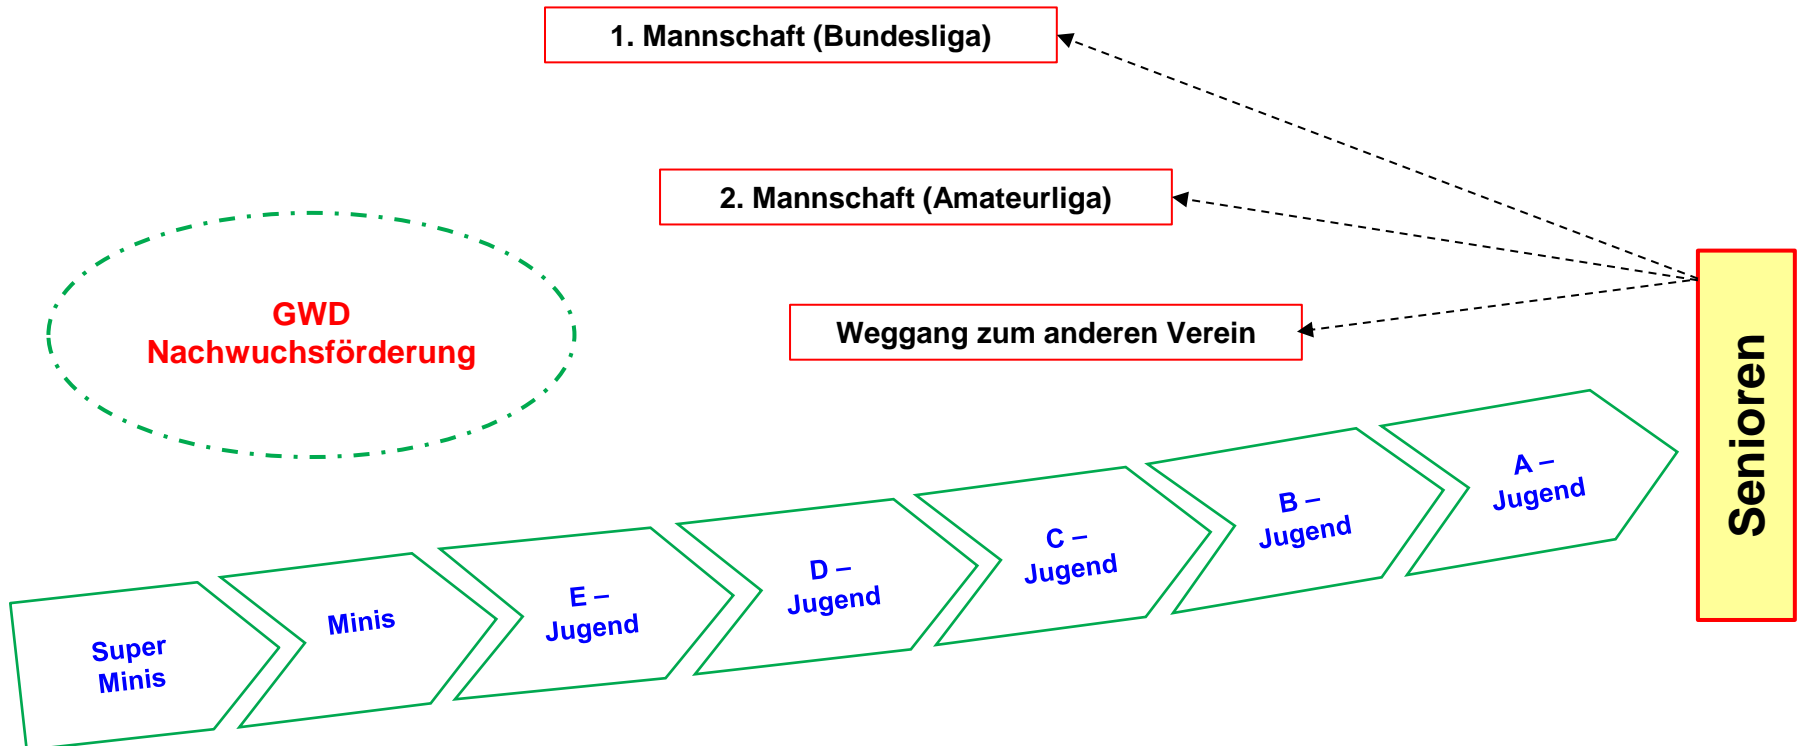 1. Mannschaft (Bundesliga)
2. Mannschaft (Amateurliga)
GWD
Nachwuchsförderung
Weggang zum anderen Verein
Senioren
Super
Minis
Minis
E –
Jugend
D –
Jugend
C –
Jugend
B –
Jugend
A –
Jugend